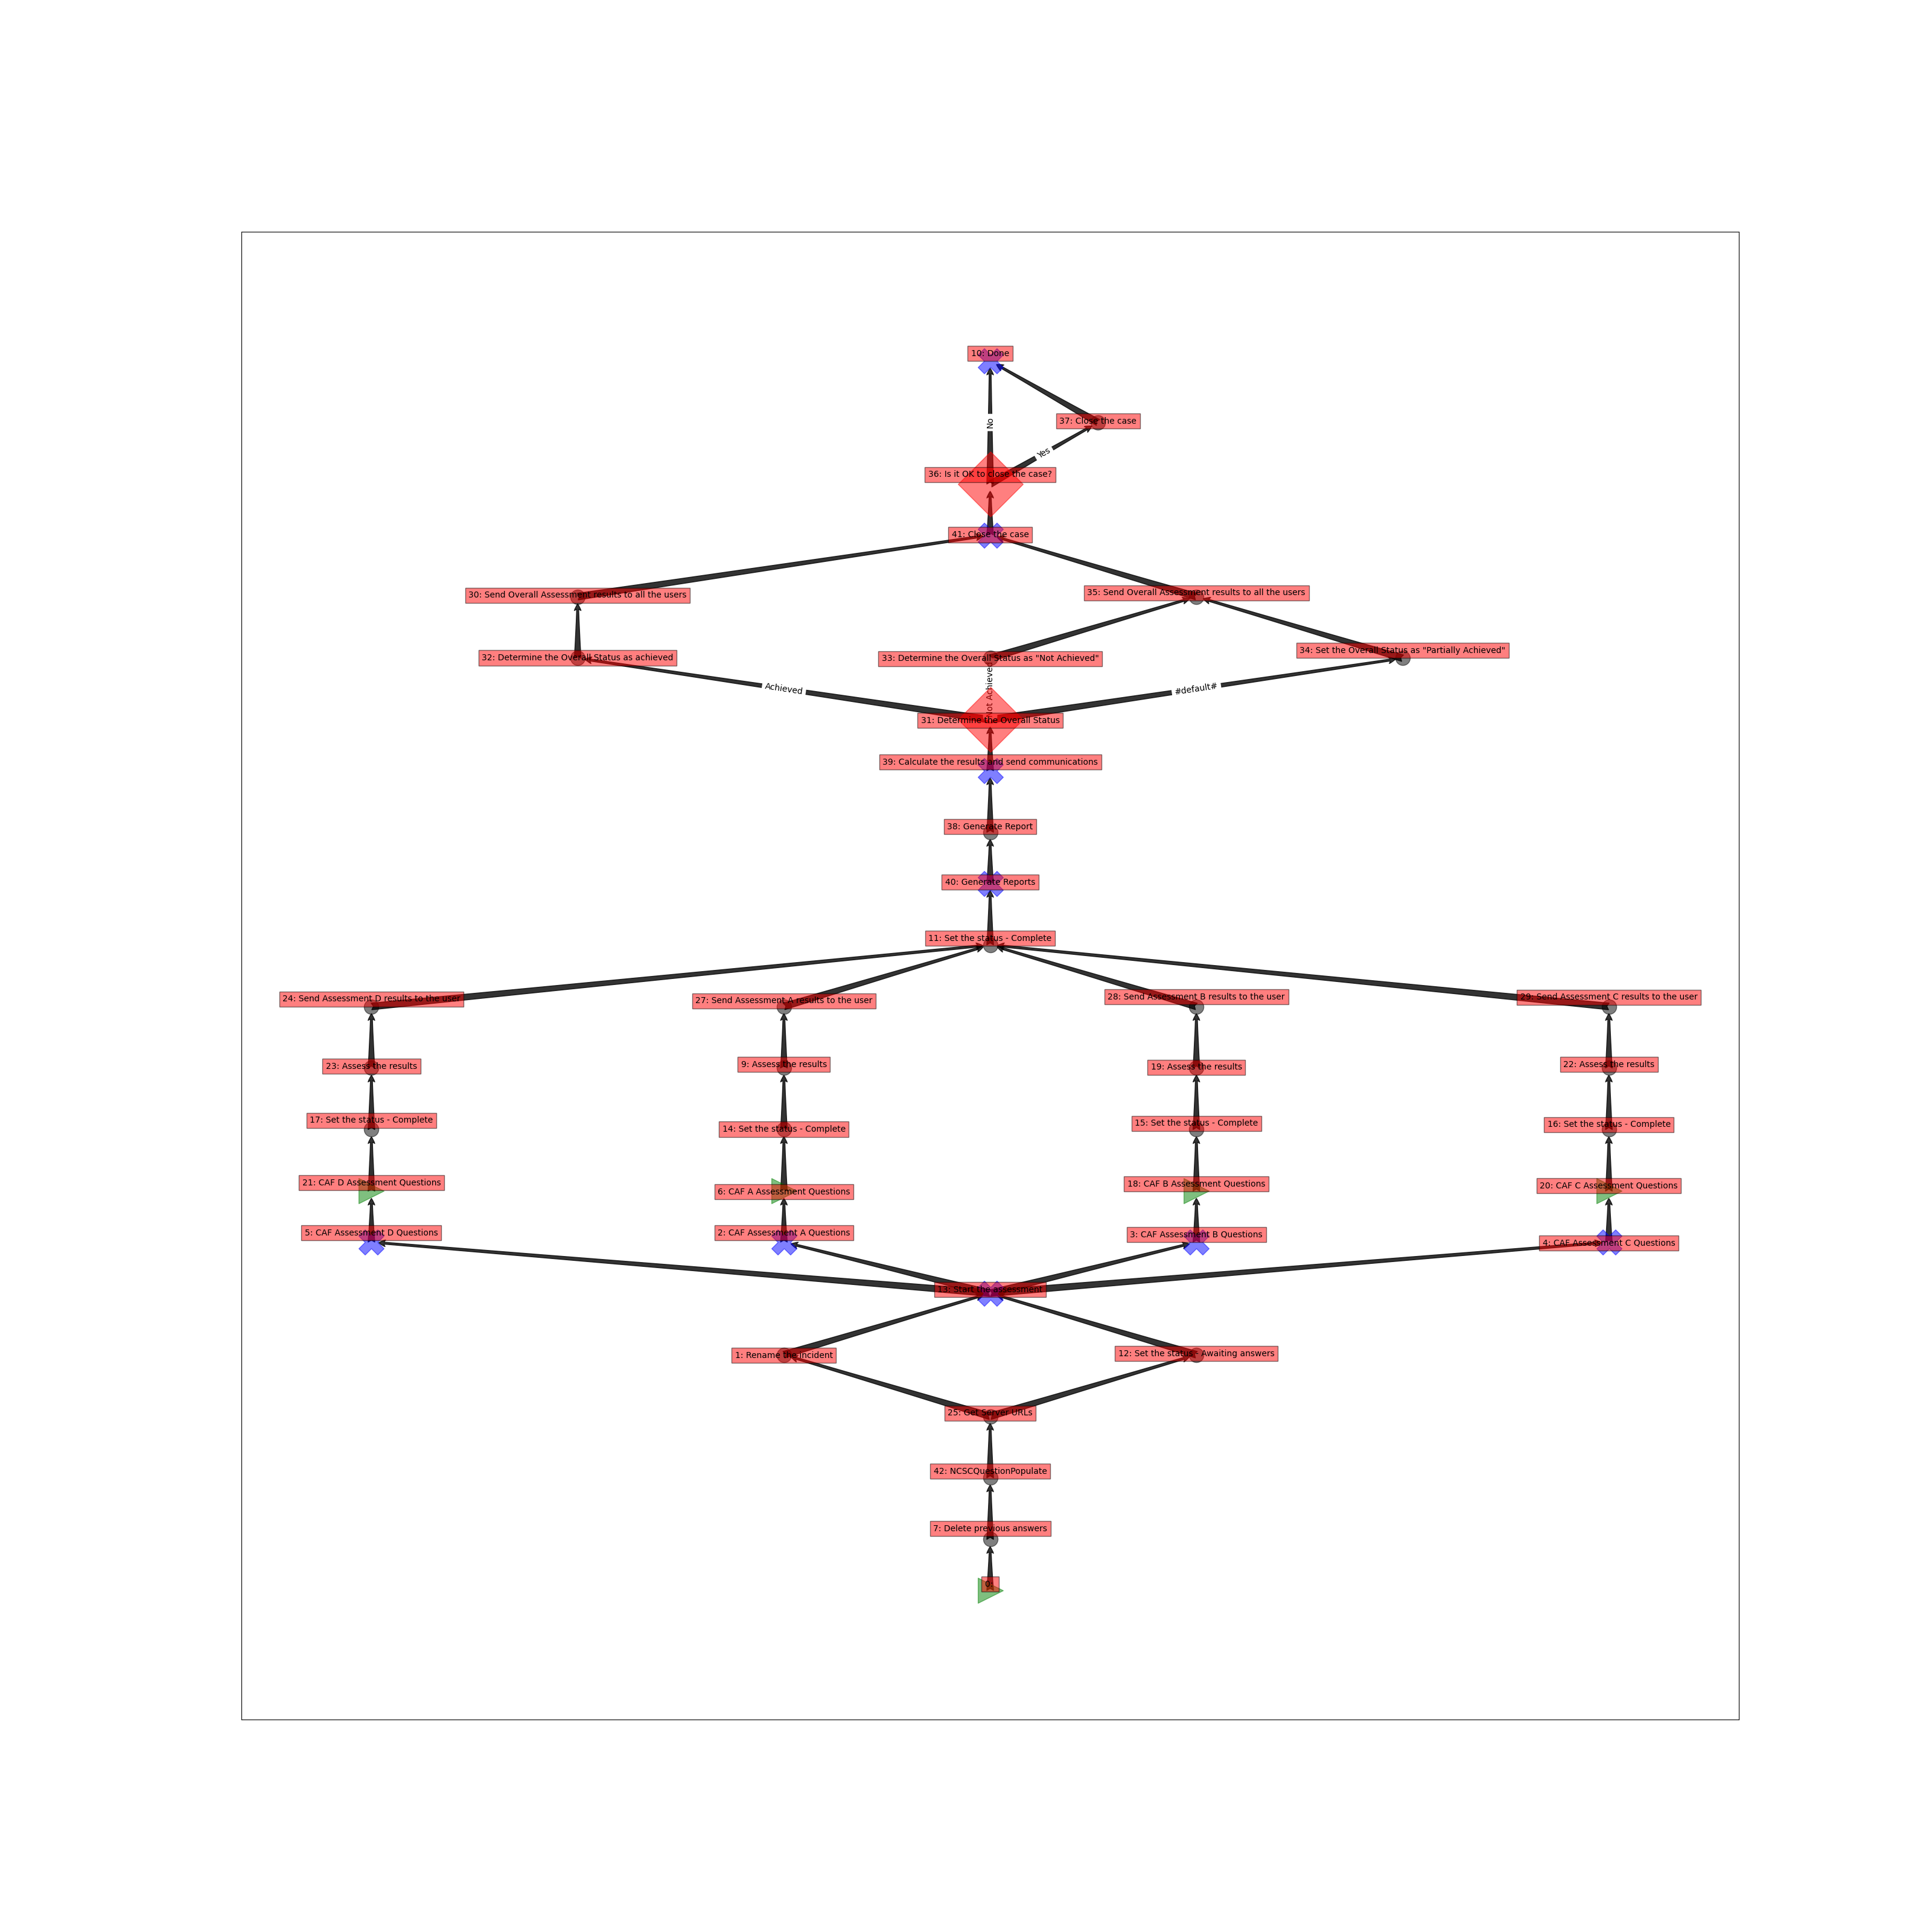 10: Done
37: Close the case
No
Yes
36: Is it OK to close the case?
41: Close the case
30: Send Overall Assessment results to all the users
35: Send Overall Assessment results to all the users
32: Determine the Overall Status as achieved
33: Determine the Overall Status as "Not Achieved"
34: Set the Overall Status as "Partially Achieved"
Achieved
Not Achieved
#default#
31: Determine the Overall Status
39: Calculate the results and send communications
38: Generate Report
40: Generate Reports
11: Set the status - Complete
24: Send Assessment D results to the user
27: Send Assessment A results to the user
28: Send Assessment B results to the user
29: Send Assessment C results to the user
23: Assess the results
9: Assess the results
19: Assess the results
22: Assess the results
17: Set the status - Complete
14: Set the status - Complete
15: Set the status - Complete
16: Set the status - Complete
21: CAF D Assessment Questions
6: CAF A Assessment Questions
18: CAF B Assessment Questions
20: CAF C Assessment Questions
5: CAF Assessment D Questions
2: CAF Assessment A Questions
3: CAF Assessment B Questions
4: CAF Assessment C Questions
13: Start the assessment
1: Rename the incident
12: Set the status - Awaiting answers
25: Get Server URLs
42: NCSCQuestionPopulate
7: Delete previous answers
0: